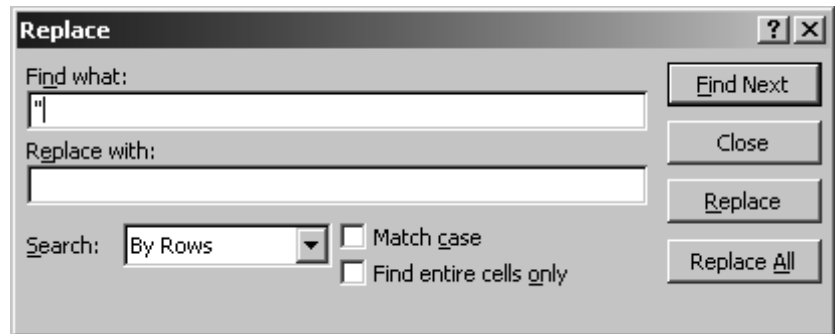 Replace
Find what:
"
Find Next
Close
Replace with:
Replace
Search:
By Rows
Match case
Find entire cells only
Replace All